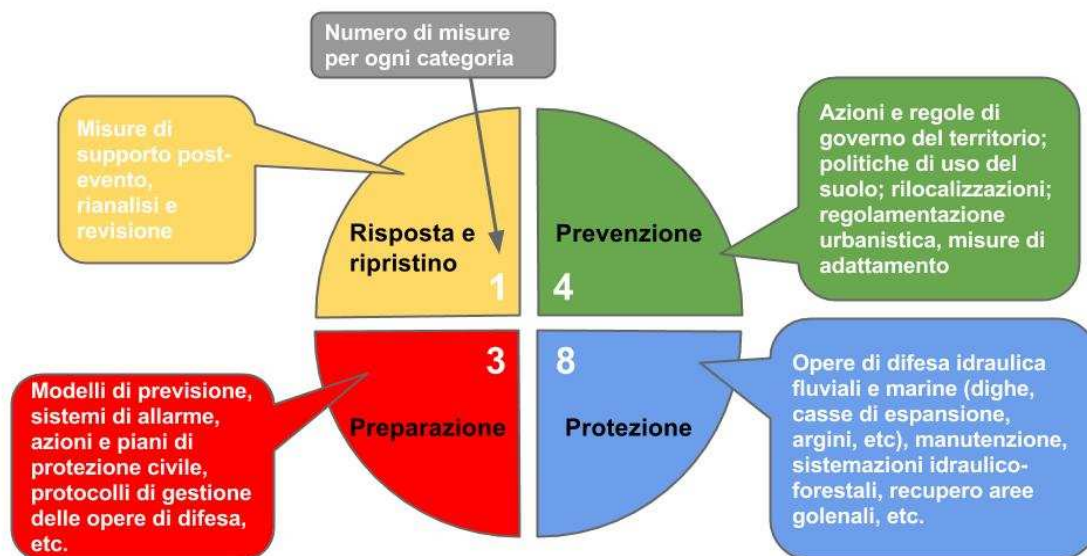 Numero di misure
per ogni categoria
Misure di
supporto post-
evento,
rianalisi e
revisione
Azioni e regole di
governo del territorio;
politiche di uso del
suolo; rilocalizzazioni;
regolamentazione
urbanistica, misure di
adattamento
Risposta e
ripristino
1
Prevenzione
4
3
Preparazione
8
Protezione
Modelli di previsione,
sistemi di allarme,
azioni e piani di
protezione civile,
protocolli di gestione
delle opere di difesa,
etc.
Opere di difesa idraulica
fluviali e marine (dighe,
casse di espansione,
argini, etc), manutenzione,
sistemazioni idraulico-
forestali, recupero aree
golenali, etc.